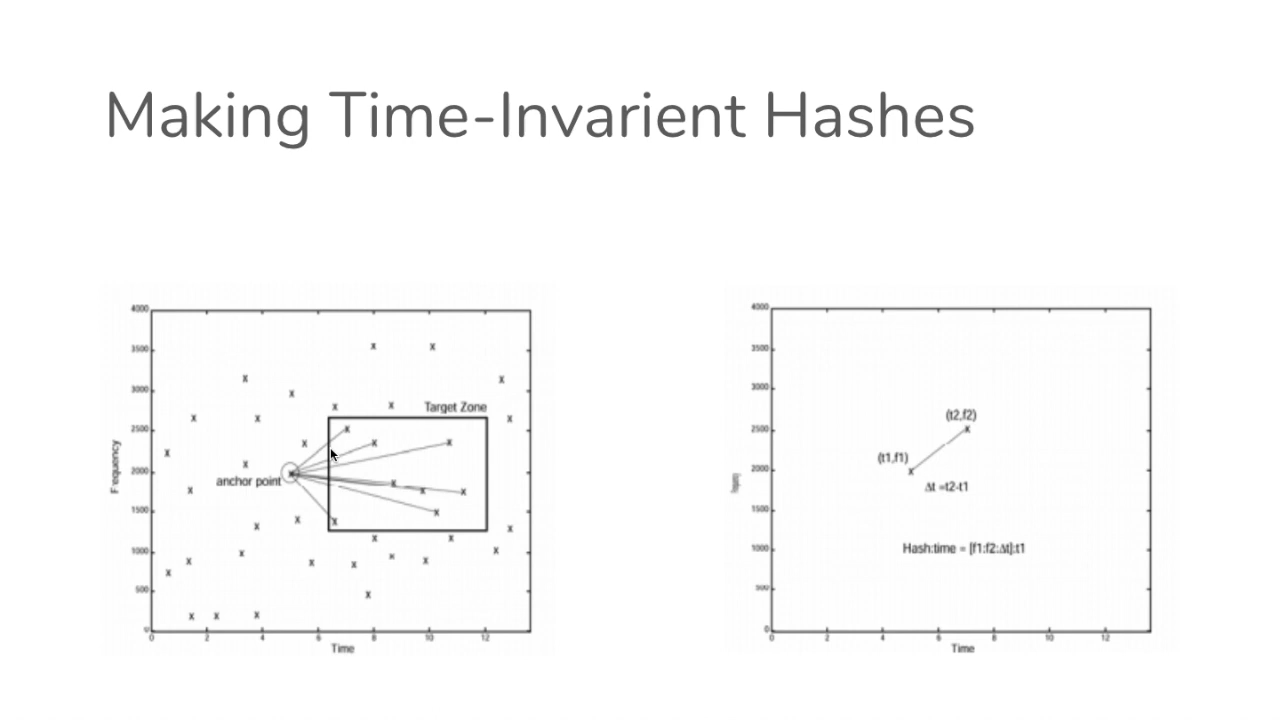 Making Time-Invarient Hashes
4000
3500
3000
2500
2000
1500
1000
500
0
Frequency
Target Zone
anchor point
0 2 4 6 8 10 12
Time
4000
3500
3000
2500
2000
1500
1000
500
0
(t2,f2)
(t1,f1)
Δt =t2-t1
Hash:time = [f1:f2:Δt]:t1
0 2 4 6 8 10 12
Time